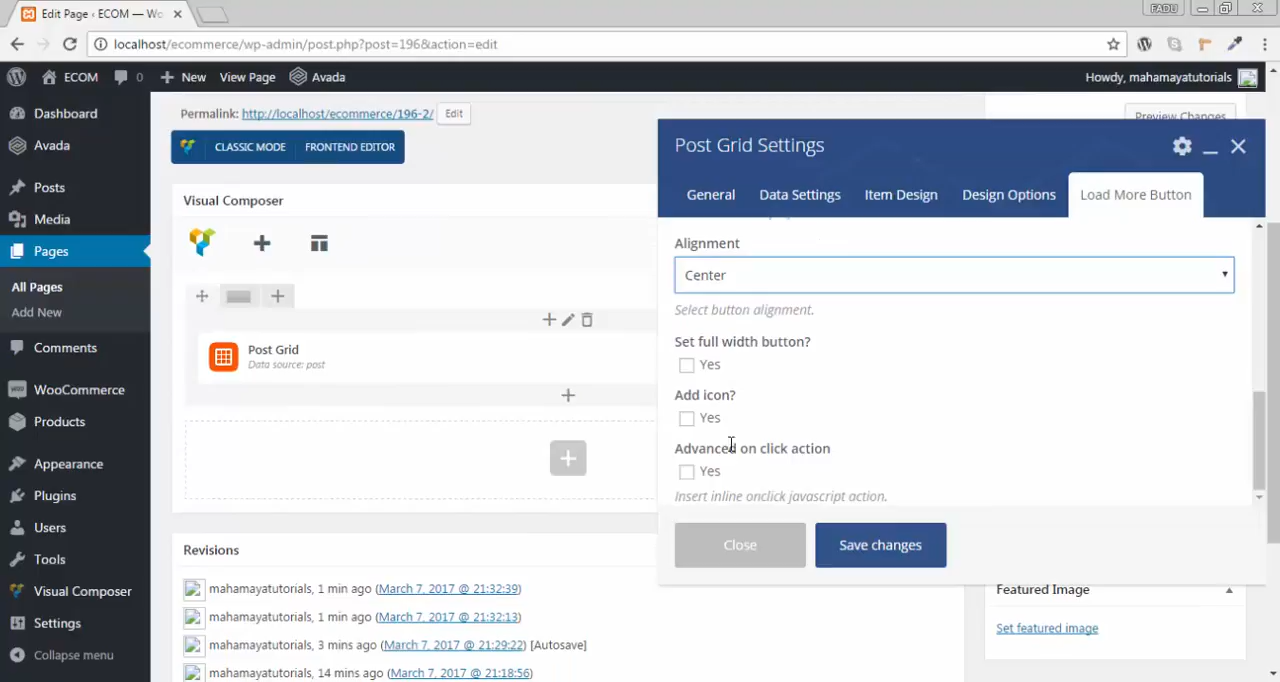 Edit Page ‹ ECOM — Wo
FADU
localhost/ecommerce/wp-admin/post.php?post=196&action=edit
ECOM 0 New View Page Avada
Howdy, mahamayatutorials
Dashboard
Avada
Posts
Media
Pages
All Pages
Add New
Comments
WooCommerce
Products
Appearance
Plugins
Users
Tools
Visual Composer
Settings
Collapse menu
Permalink: http://localhost/ecommerce/196-2/ Edit
CLASSIC MODE FRONTEND EDITOR
Visual Composer
Post Grid
Data source: post
Revisions
mahamayatutorials, 1 min ago (March 7, 2017 @ 21:32:39)
mahamayatutorials, 1 min ago (March 7, 2017 @ 21:32:13)
mahamayatutorials, 3 mins ago (March 7, 2017 @ 21:29:22) [Autosave]
mahamayatutorials, 14 mins ago (March 7, 2017 @ 21:18:56)
Preview Changes
Post Grid Settings
General Data Settings Item Design Design Options Load More Button
Alignment
Center
Select button alignment.
Set full width button?
Yes
Add icon?
Yes
Advanced on click action
Yes
Insert inline onclick javascript action.
Close Save changes
Featured Image
Set featured image